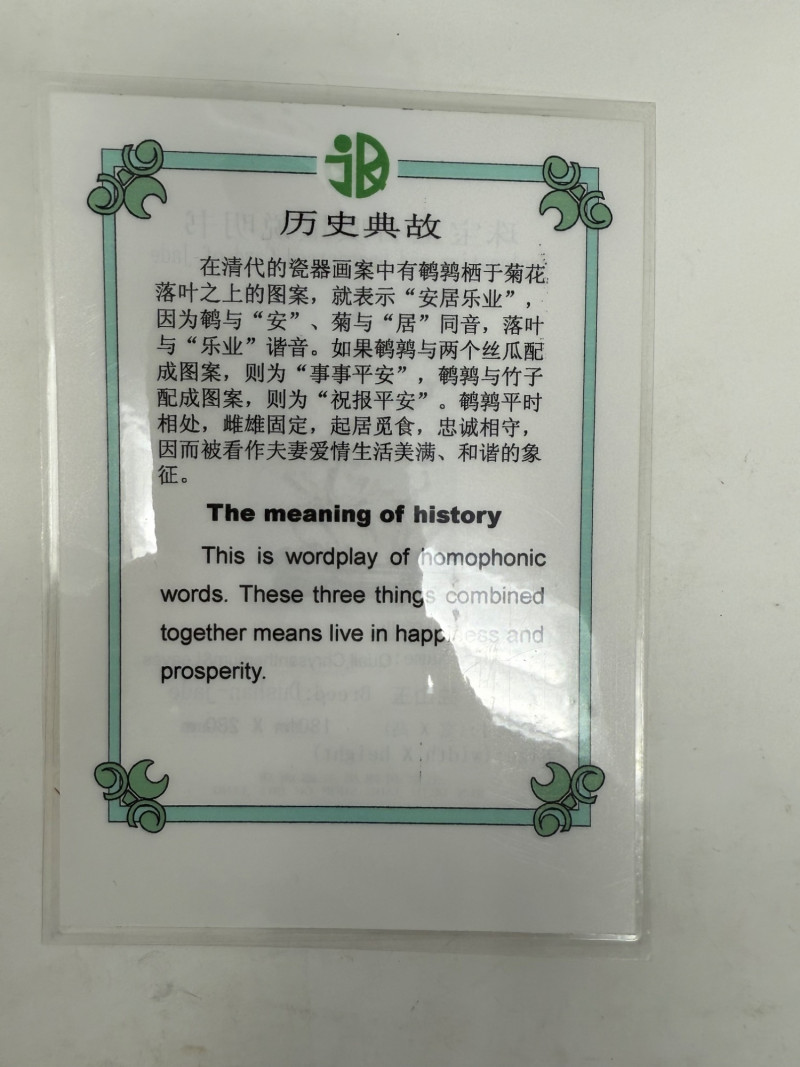 历史典故
在清代的瓷器画案中有鹌鹑栖于菊花
落叶之上的图案，就表示“安居乐业”，
因为鹌与“安”、菊与“居”同音，落叶
与“乐业”谐音。如果鹌鹑与两个丝瓜配
成图案，则为“事事平安”，鹌鹑与竹子
配成图案，则为“祝报平安”。鹌鹑平时
相处，雌雄固定，起居觅食，忠诚相守，
因而被看作夫妻爱情生活美满、和谐的象
征。
The meaning of history
This is wordplay of homophonic
words. These three things combined
together means live in happiness and
prosperity.